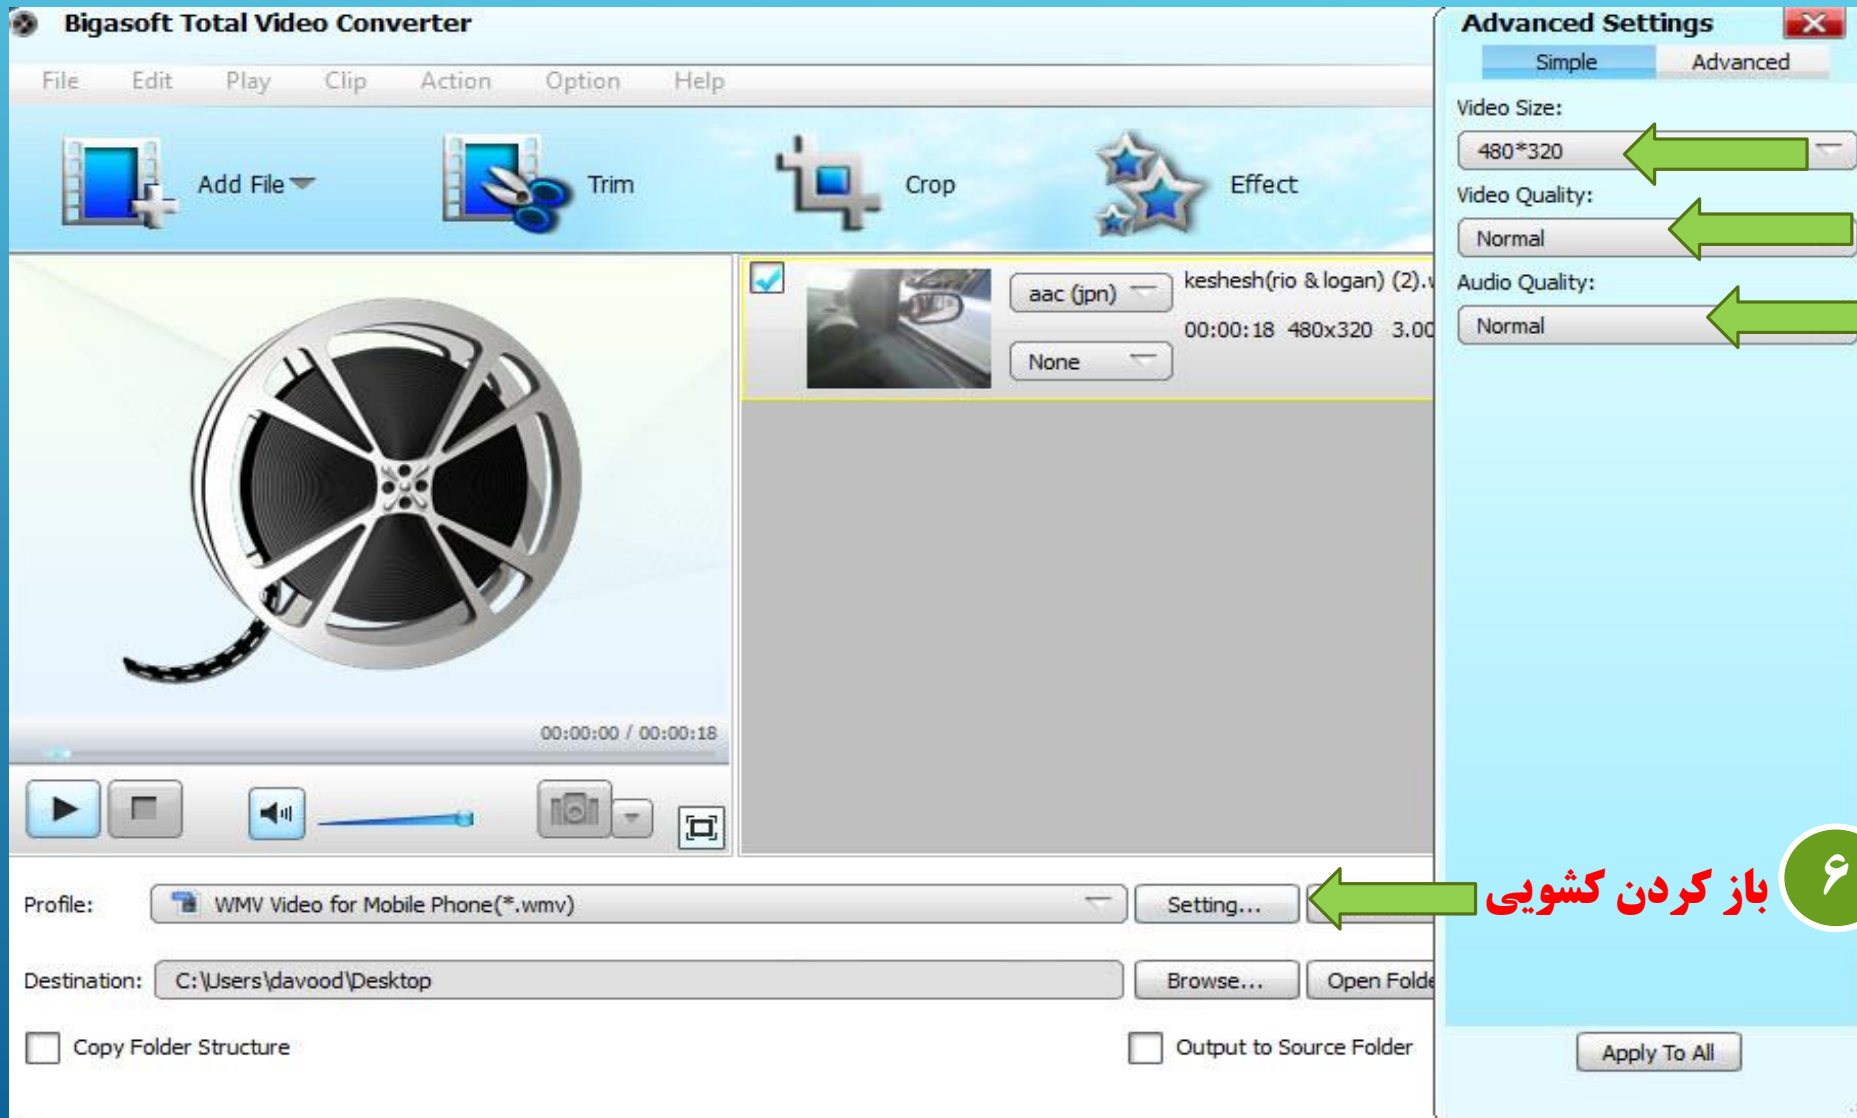 Bigasoft Total Video Converter
File Edit Play Clip Action Option Help
Add File Trim Crop Effect
aac (jpn)
keshesh(rio & logan) (2).
00:00:18 480x320 3.00
None
00:00:00 / 00:00:18
Profile: WMV Video for Mobile Phone(*.wmv) Setting...
Destination: C:\Users\davood\Desktop Browse... Open Folde
Copy Folder Structure Output to Source Folder
Advanced Settings
Simple Advanced
Video Size:
480*320
Video Quality:
Normal
Audio Quality:
Normal
۶ باز کردن کشویی
Apply To All